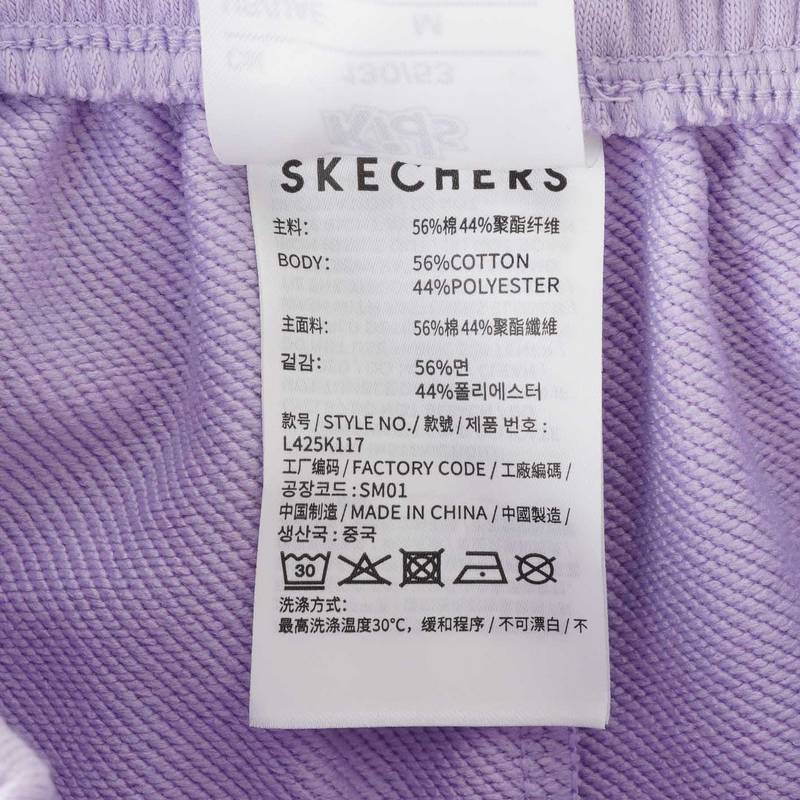 M
130/53
Kids
SKECHERS
主料: 56%棉 44%聚酯纤维
BODY: 56%COTTON
44%POLYESTER
主面料: 56%棉 44%聚酯纖維
겉감: 56%면
44%폴리에스터
款号 / STYLE NO./ 款號 / 제품 번호 :
L425K117
工厂编码 / FACTORY CODE / 工廠編碼 /
공장코드 : SM01
中国制造 / MADE IN CHINA / 中國製造 /
생산국 : 중국
30
洗涤方式:
最高洗涤温度30℃，缓和程序 / 不可漂白 / 不